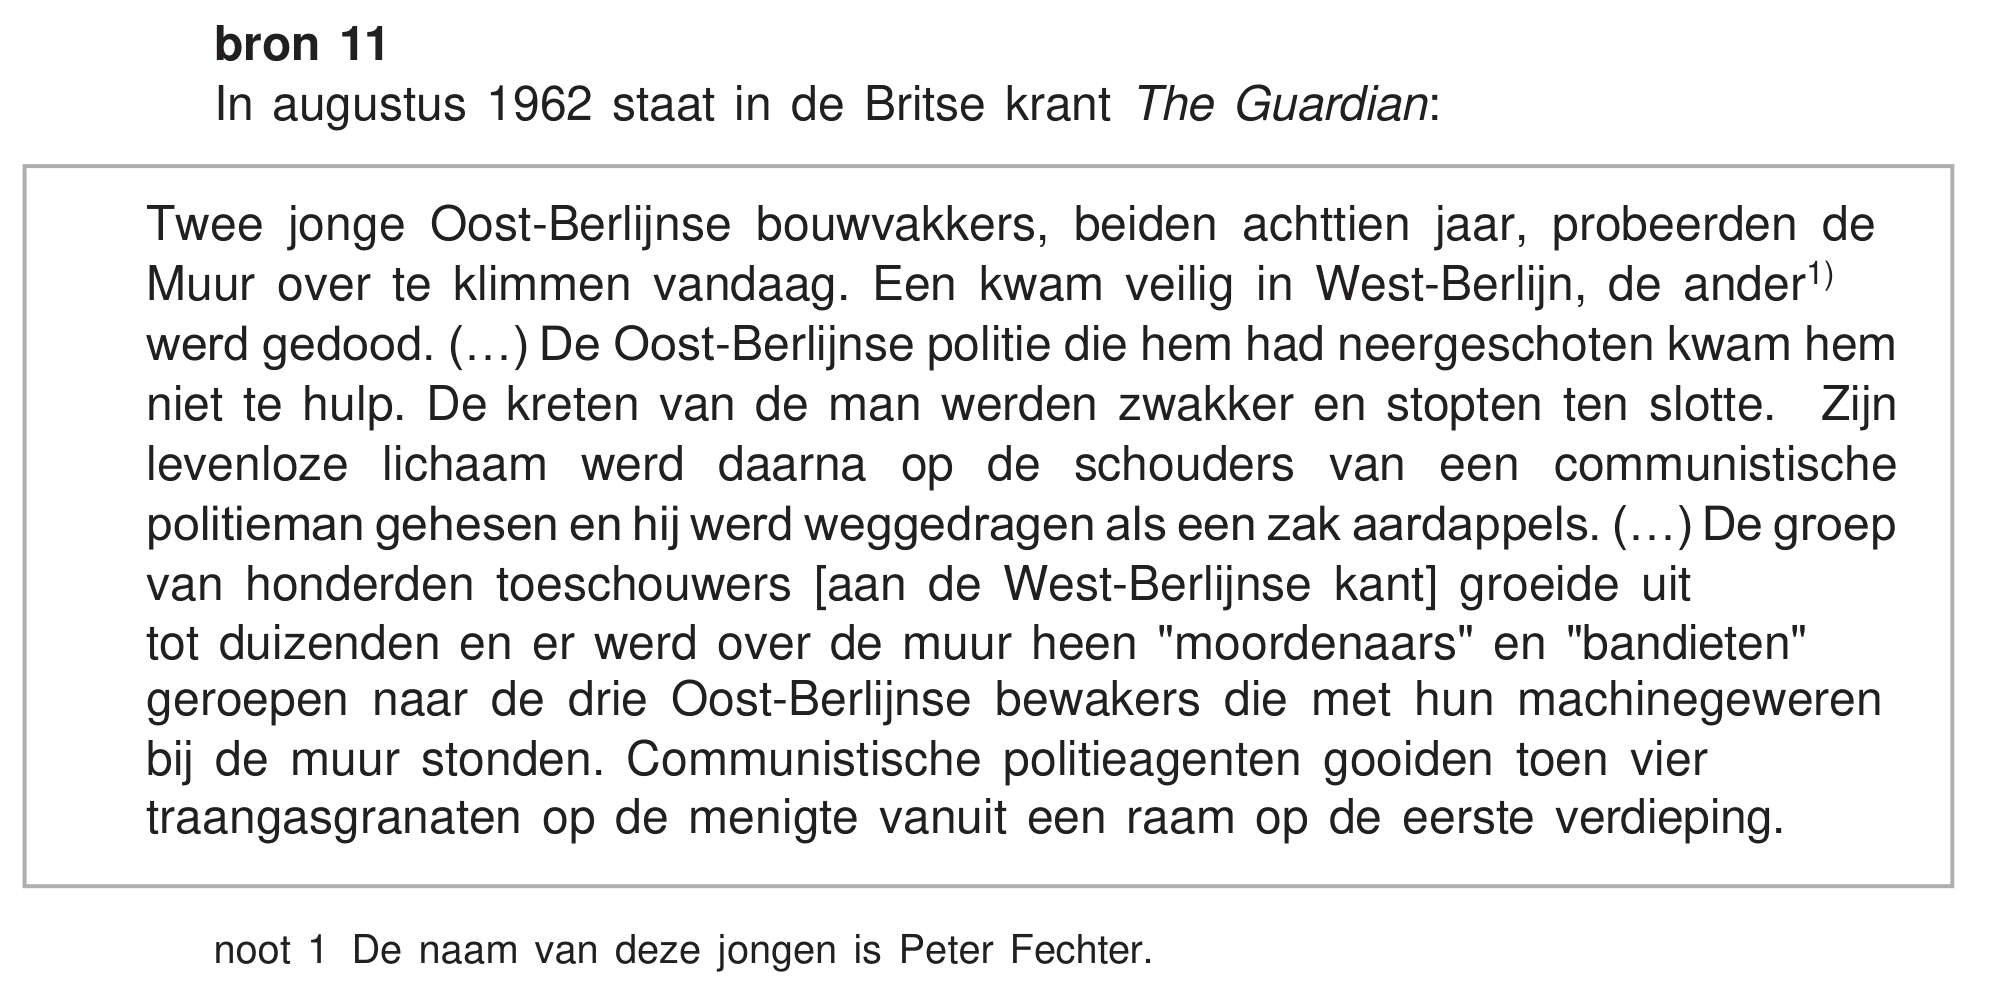 bron 11
In augustus 1962 staat in de Britse krant The Guardian:
Twee jonge Oost-Berlijnse bouwvakkers, beiden achttien jaar, probeerden de
Muur over te klimmen vandaag. Een kwam veilig in West-Berlijn, de ander1)
werd gedood. (…) De Oost-Berlijnse politie die hem had neergeschoten kwam hem
niet te hulp. De kreten van de man werden zwakker en stopten ten slotte. Zijn
levenloze lichaam werd daarna op de schouders van een communistische
politieman gehesen en hij werd weggedragen als een zak aardappels. (…) De groep
van honderden toeschouwers [aan de West-Berlijnse kant] groeide uit
tot duizenden en er werd over de muur heen "moordenaars" en "bandieten"
geroepen naar de drie Oost-Berlijnse bewakers die met hun machinegeweren
bij de muur stonden. Communistische politieagenten gooiden toen vier
traangasgranaten op de menigte vanuit een raam op de eerste verdieping.
noot 1 De naam van deze jongen is Peter Fechter.